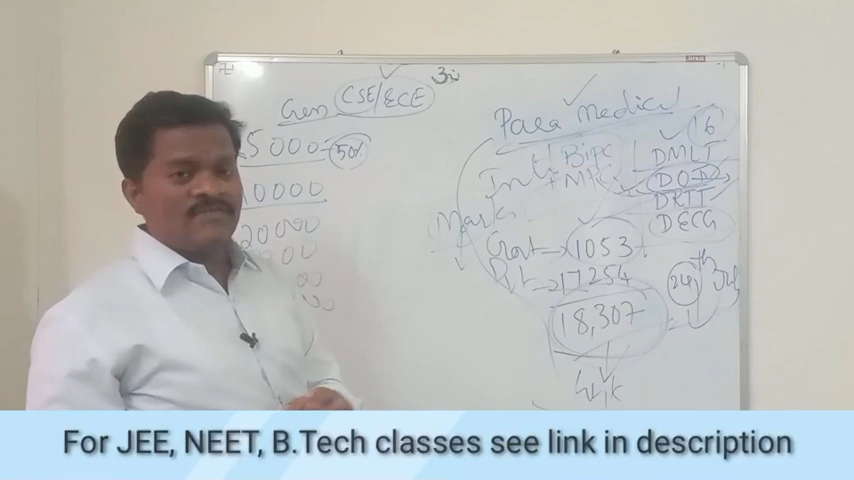 Gen CSE/ECE
5000 - 50%
10000
20000
Para medical
Int BiPC
+ MPC
Marks
16
DMLT
DRTT
DECG
Govt → 1053
Pvt → 17254
18,307
24th July
For JEE, NEET, B.Tech classes see link in description